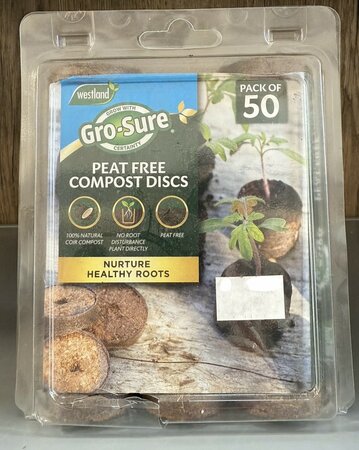 westland
GROW WITH
Gro-Sure®
CERTAINTY
PACK OF
50
PEAT FREE
COMPOST DISCS
100% NATURAL
COIR COMPOST
NO ROOT
DISTURBANCE
PLANT DIRECTLY
PEAT FREE
NURTURE
HEALTHY ROOTS